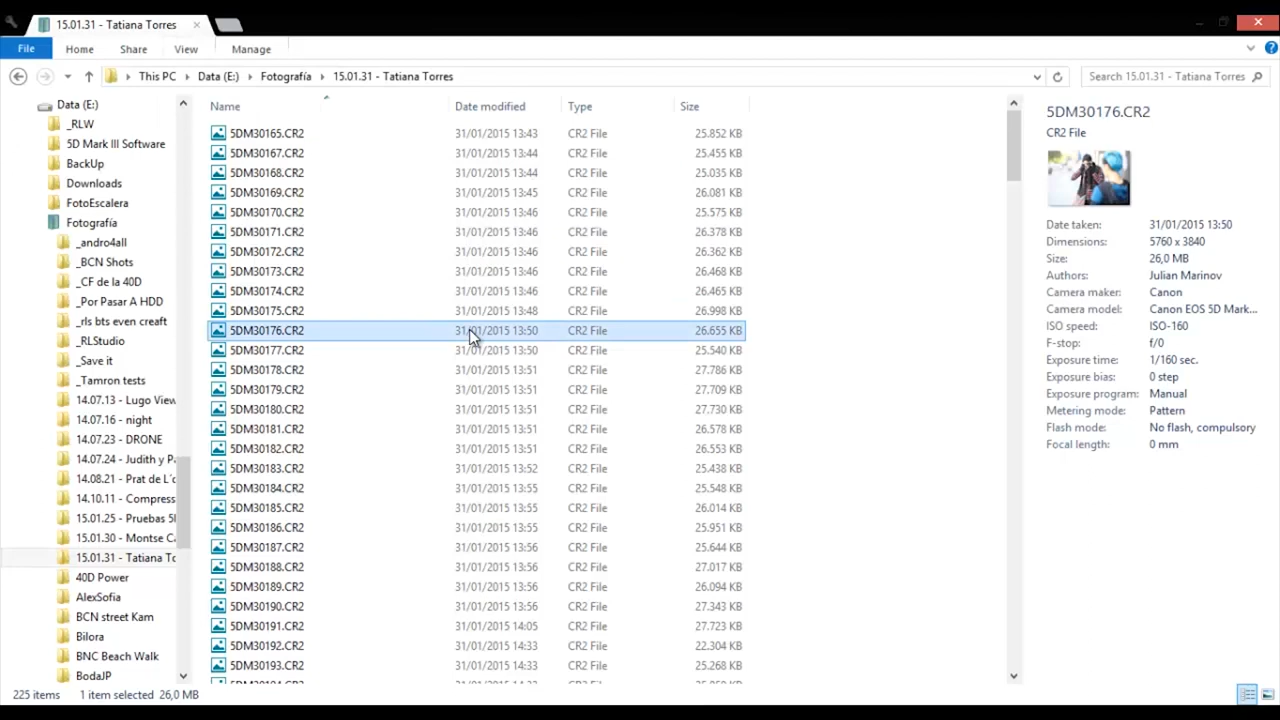 15.01.31 - Tatiana Torres
File Home Share View Manage
This PC Data (E:) Fotografía 15.01.31 - Tatiana Torres Search 15.01.31 - Tatiana Torres
Data (E:)
_RLW
5D Mark III Software
BackUp
Downloads
FotoEscalera
Fotografía
_andro4all
_BCN Shots
_CF de la 40D
_Por Pasar A HDD
_rls bts even creaft
_RLStudio
_Save it
_Tamron tests
14.07.13 - Lugo View
14.07.16 - night
14.07.23 - DRONE
14.07.24 - Judith y P
14.08.21 - Prat de L´c
14.10.11 - Compress
15.01.25 - Pruebas 5
15.01.30 - Montse C
15.01.31 - Tatiana To
40D Power
AlexSofia
BCN street Kam
Bilora
BNC Beach Walk
BodaJP
Name Date modified Type Size
5DM30165.CR2 31/01/2015 13:43 CR2 File 25.852 KB
5DM30167.CR2 31/01/2015 13:44 CR2 File 25.455 KB
5DM30168.CR2 31/01/2015 13:44 CR2 File 25.035 KB
5DM30169.CR2 31/01/2015 13:45 CR2 File 26.081 KB
5DM30170.CR2 31/01/2015 13:46 CR2 File 25.575 KB
5DM30171.CR2 31/01/2015 13:46 CR2 File 26.378 KB
5DM30172.CR2 31/01/2015 13:46 CR2 File 26.362 KB
5DM30173.CR2 31/01/2015 13:46 CR2 File 26.468 KB
5DM30174.CR2 31/01/2015 13:46 CR2 File 26.465 KB
5DM30175.CR2 31/01/2015 13:48 CR2 File 26.998 KB
5DM30176.CR2 31/01/2015 13:50 CR2 File 26.655 KB
5DM30177.CR2 31/01/2015 13:50 CR2 File 25.540 KB
5DM30178.CR2 31/01/2015 13:51 CR2 File 27.786 KB
5DM30179.CR2 31/01/2015 13:51 CR2 File 27.709 KB
5DM30180.CR2 31/01/2015 13:51 CR2 File 27.730 KB
5DM30181.CR2 31/01/2015 13:51 CR2 File 26.578 KB
5DM30182.CR2 31/01/2015 13:51 CR2 File 26.553 KB
5DM30183.CR2 31/01/2015 13:52 CR2 File 25.438 KB
5DM30184.CR2 31/01/2015 13:55 CR2 File 25.548 KB
5DM30185.CR2 31/01/2015 13:55 CR2 File 26.014 KB
5DM30186.CR2 31/01/2015 13:55 CR2 File 25.951 KB
5DM30187.CR2 31/01/2015 13:56 CR2 File 25.644 KB
5DM30188.CR2 31/01/2015 13:56 CR2 File 27.017 KB
5DM30189.CR2 31/01/2015 13:56 CR2 File 26.094 KB
5DM30190.CR2 31/01/2015 13:56 CR2 File 27.343 KB
5DM30191.CR2 31/01/2015 14:05 CR2 File 27.723 KB
5DM30192.CR2 31/01/2015 14:33 CR2 File 22.304 KB
5DM30193.CR2 31/01/2015 14:33 CR2 File 25.268 KB
5DM30176.CR2
CR2 File
Date taken: 31/01/2015 13:50
Dimensions: 5760 x 3840
Size: 26,0 MB
Authors: Julian Marinov
Camera maker: Canon
Camera model: Canon EOS 5D Mark...
ISO speed: ISO-160
F-stop: f/0
Exposure time: 1/160 sec.
Exposure bias: 0 step
Exposure program: Manual
Metering mode: Pattern
Flash mode: No flash, compulsory
Focal length: 0 mm
225 items 1 item selected 26,0 MB